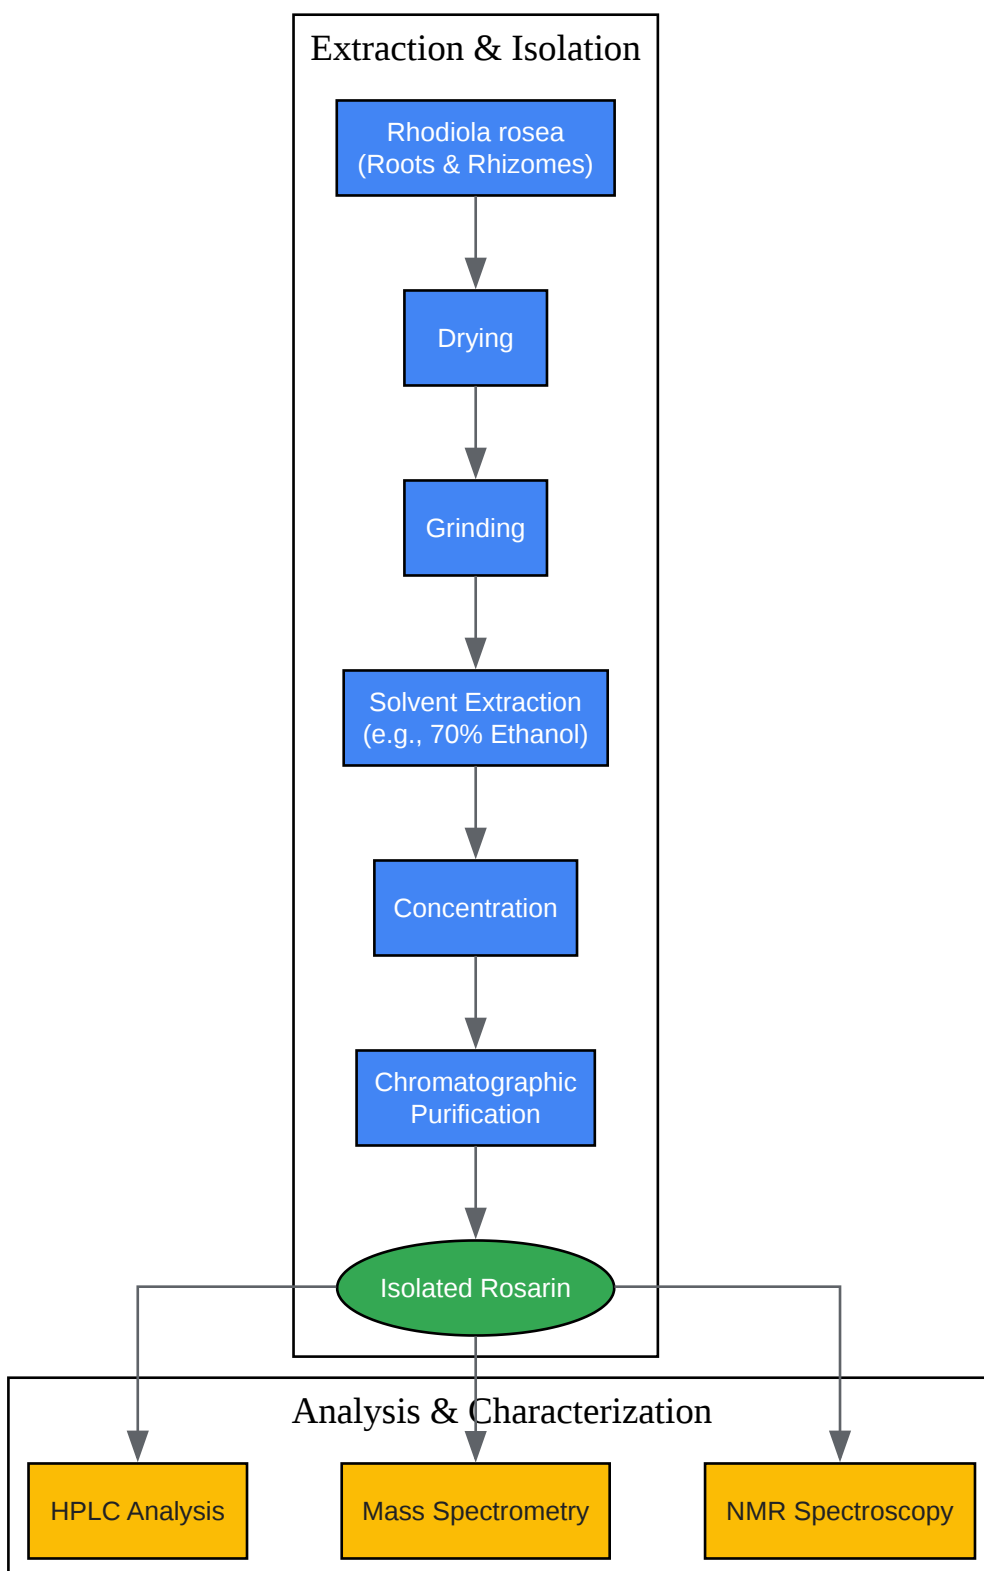 Extraction & Isolation
Rhodiola rosea
(Roots & Rhizomes)
Drying
Grinding
Solvent Extraction
(e.g., 70% Ethanol)
Concentration
Chromatographic
Purification
Isolated Rosarin
Analysis & Characterization
HPLC Analysis
Mass Spectrometry
NMR Spectroscopy